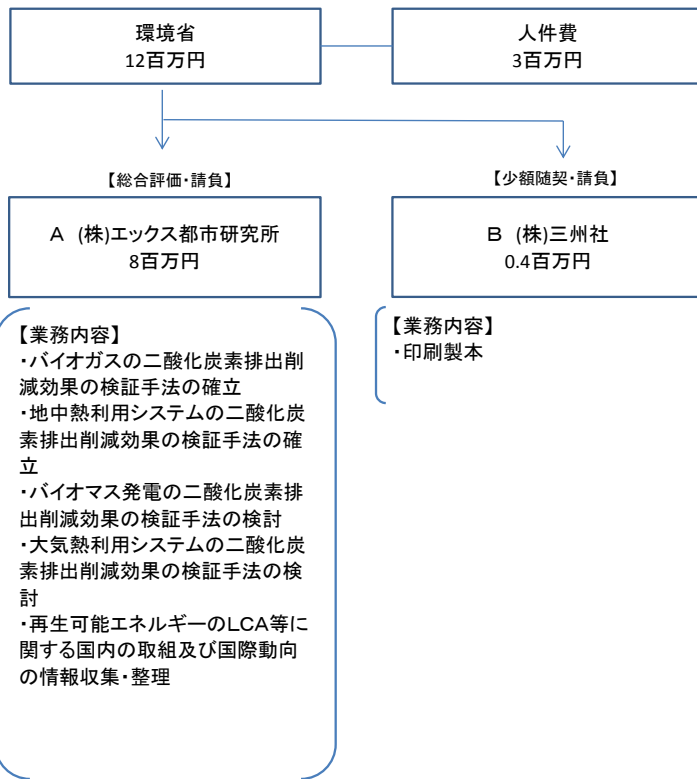 環境省
12百万円
人件費
3百万円
【総合評価・請負】
【少額随契・請負】
A (株)エックス都市研究所
8百万円
B (株)三州社
0.4百万円
【業務内容】
・バイオガスの二酸化炭素排出削
減効果の検証手法の確立
・地中熱利用システムの二酸化炭
素排出削減効果の検証手法の確
立
・バイオマス発電の二酸化炭素排
出削減効果の検証手法の検討
・大気熱利用システムの二酸化炭
素排出削減効果の検証手法の検
討
・再生可能エネルギーのLCA等に
関する国内の取組及び国際動向
の情報収集・整理
【業務内容】
・印刷製本